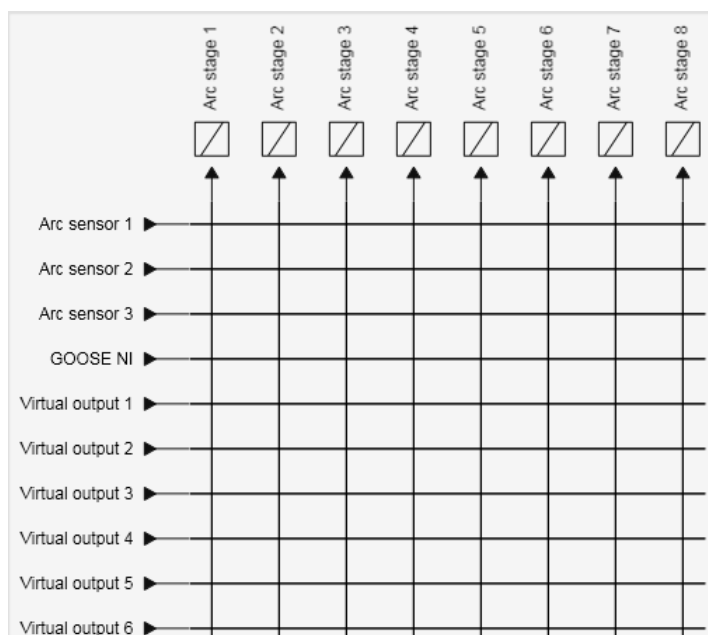 Arc stage 1
Arc stage 2
Arc stage 3
Arc stage 4
Arc stage 5
Arc stage 6
Arc stage 7
Arc stage 8
Arc sensor 1
Arc sensor 2
Arc sensor 3
GOOSE NI
Virtual output 1
Virtual output 2
Virtual output 3
Virtual output 4
Virtual output 5
Virtual output 6